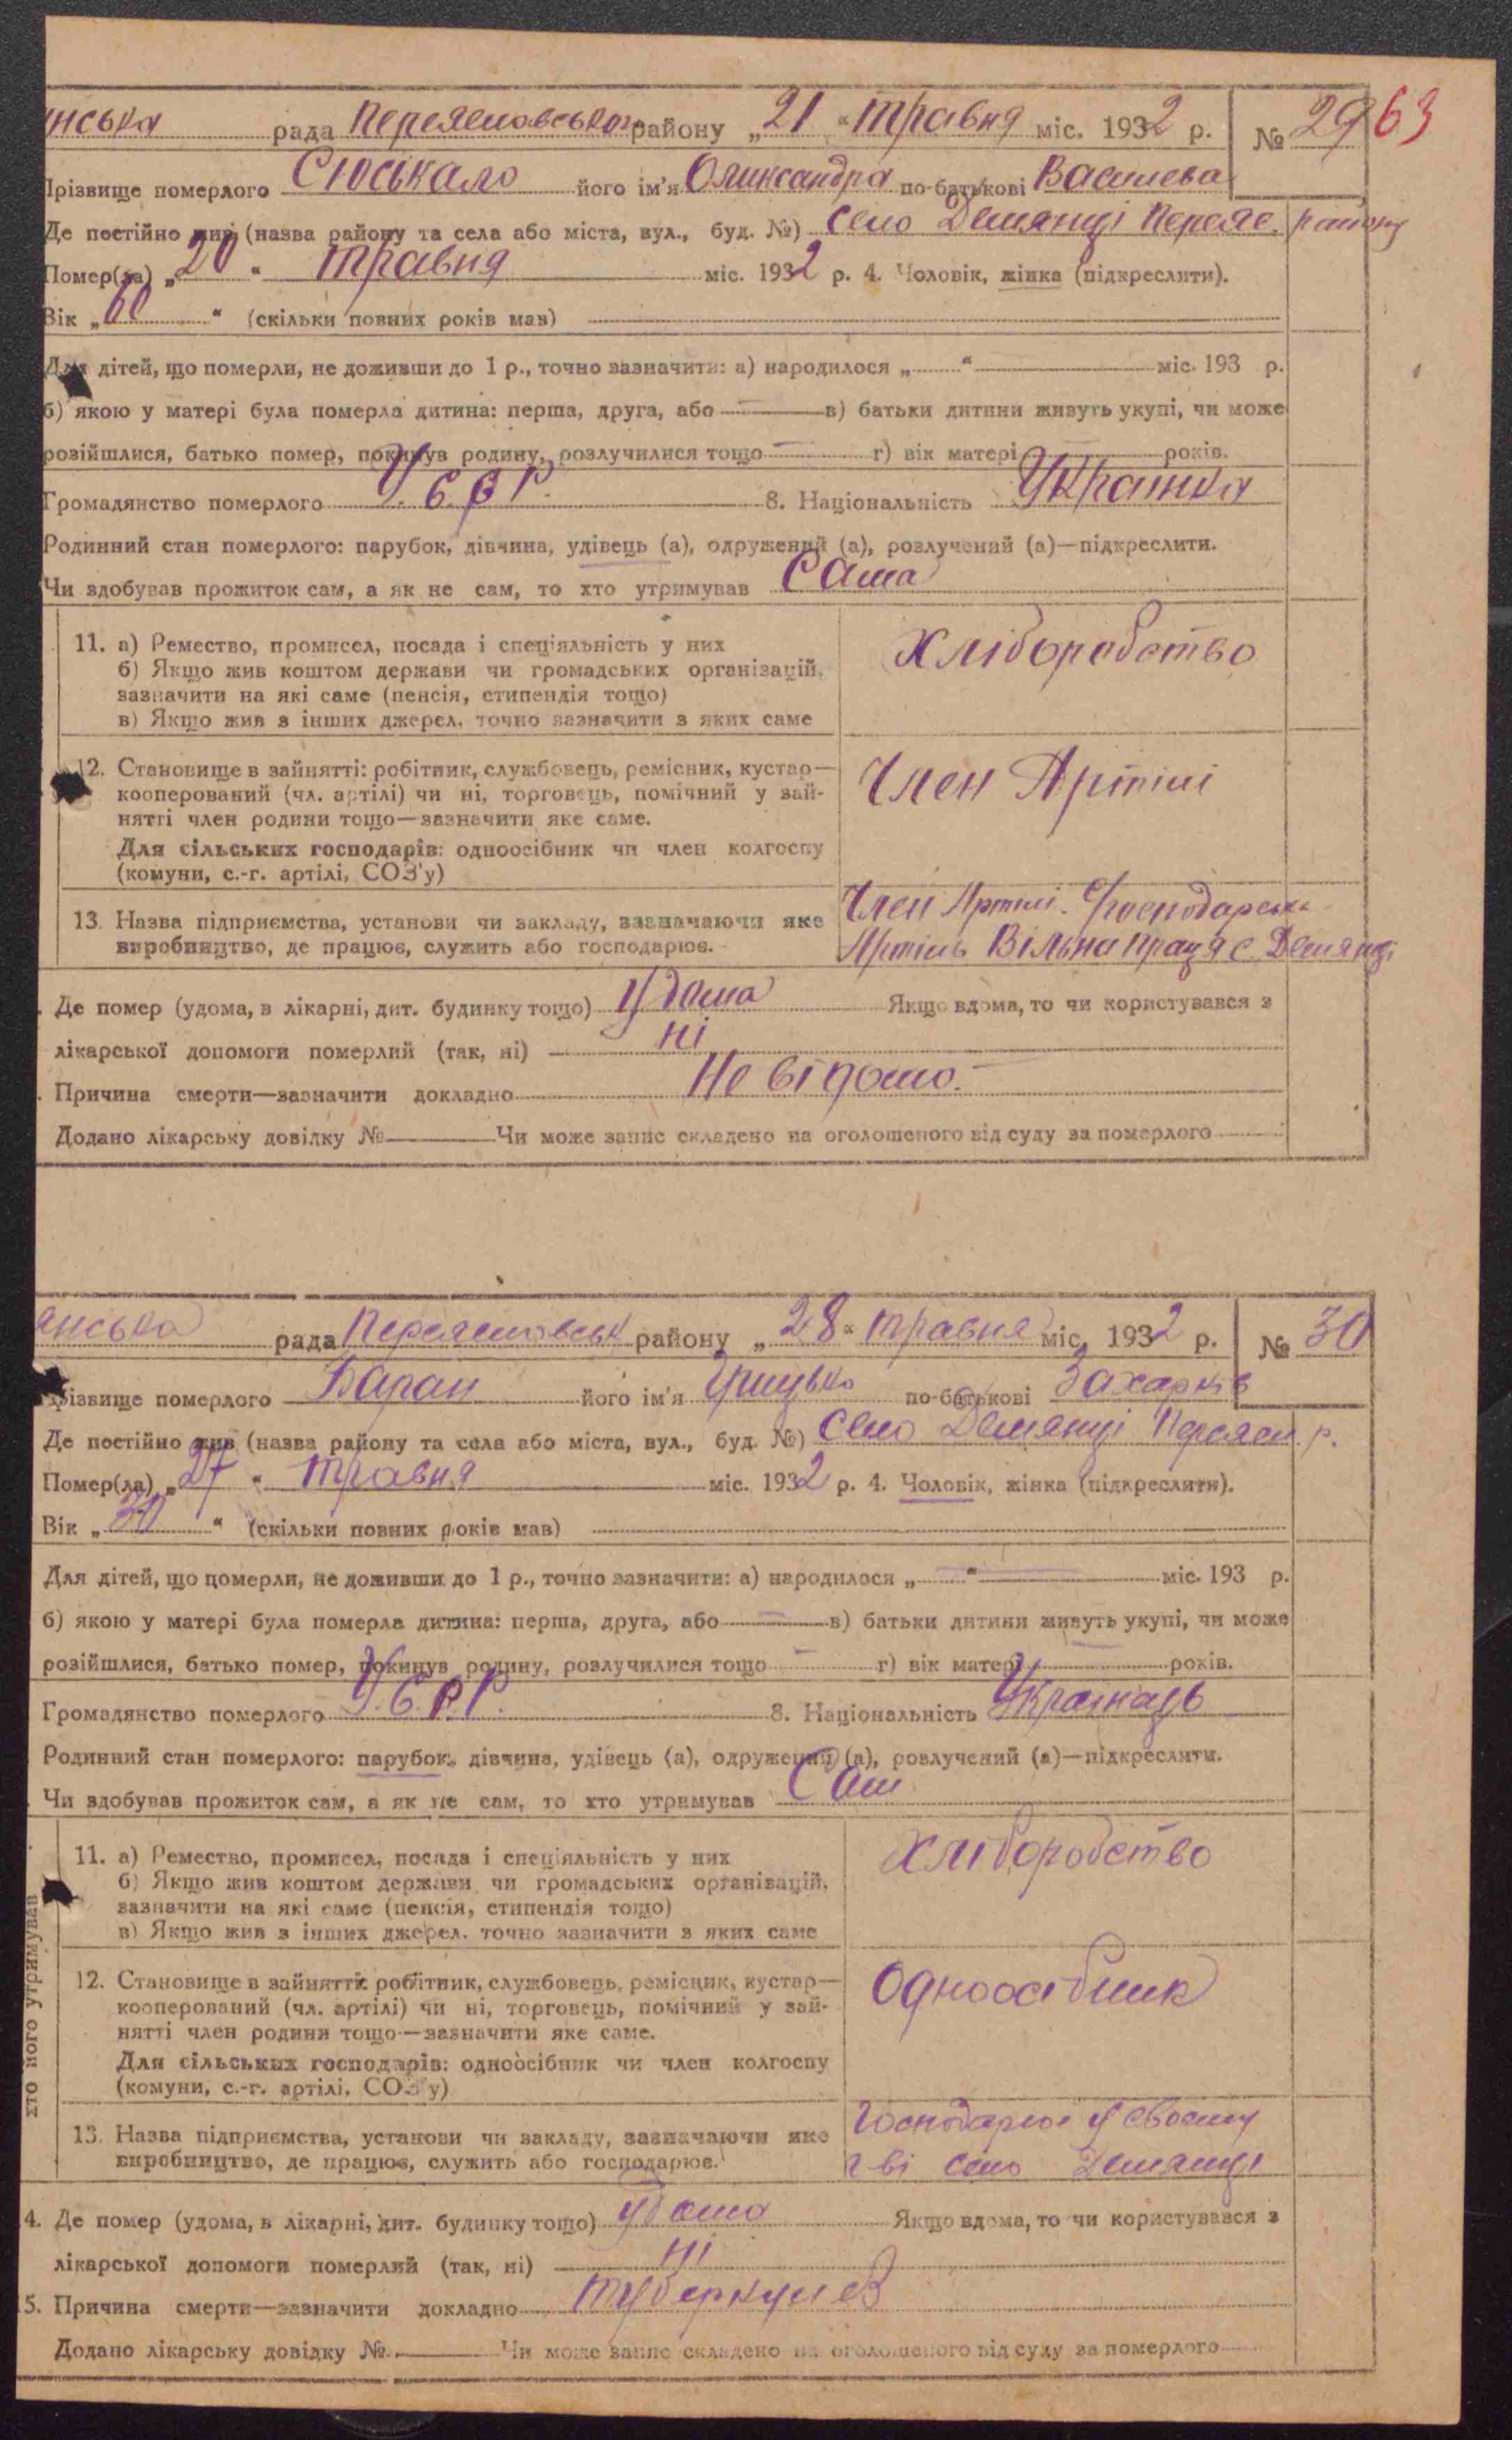 нська рада Переяславського району „21“ травня міс. 1932 р. № 29 63
Прізвище померлого Сюськало його ім'я Оликсандра по-батькові Василева
Де постійно жив (назва району та села або міста, вул., буд. №) село Демянці Переяс. району
Помер(ла) „20“ травня міс. 1932 р. 4. Чоловік, жінка (підкреслити).
Вік „60“ (скільки повних років мав)
Для дітей, що померли, не доживши до 1 р., точно зазначити: а) народилося „ “ міс. 193 р.
б) якою у матері була померла дитина: перша, друга, або — в) батьки дитини живуть укупі, чи може
розійшлися, батько помер, покинув родину, розлучилися тощо — г) вік матері років.
Громадянство померлого У.С.Р.Р. 8. Національність Украінка
Родинний стан померлого: парубок, дівчина, удівець (а), одружений (а), розлучений (а)—підкреслити.
Чи здобував прожиток сам, а як не сам, то хто утримував Сама
11. а) Ремество, промисел, посада і спеціяльність у них
б) Якщо жив коштом держави чи громадських організацій,
зазначити на які саме (пенсія, стипендія тощо)
в) Якщо жив з інших джерел, точно зазначити з яких саме
Хліборобство
12. Становище в зайнятті: робітник, службовець, ремісник, кустар—
кооперований (чл. артілі) чи ні, торговець, помічний у зай-
нятті член родини тощо—зазначити яке саме.
Для сільських господарів: одноосібник чи член колгоспу
(комуни, с.-г. артілі, СОЗ'у)
Член Артілі
13. Назва підприємства, установи чи закладу, зазначаючи яке
виробництво, де працює, служить або господарює.
Член Артілі. С/господарська
Артіль Вільна праця с. Демянці
Де помер (удома, в лікарні, дит. будинку тощо) Удома Якщо вдома, то чи користувався з
лікарської допомоги померлий (так, ні) ні
Причина смерти—зазначити докладно Не відомо.
Додано лікарську довідку № — Чи може запис складено на оголошеного від суду за померлого
анська рада Переяславськ району „28“ травня міс. 1932 р. № 30
Прізвище померлого Баран його ім'я Грицько по-батькові Захарків
Де постійно жив (назва району та села або міста, вул., буд. №) село Демянці Переясл. р.
Помер(ла) „27“ травня міс. 1932 р. 4. Чоловік, жінка (підкреслити).
Вік „30“ (скільки повних років мав)
Для дітей, що померли, не доживши до 1 р., точно зазначити: а) народилося „ “ міс. 193 р.
б) якою у матері була померла дитина: перша, друга, або — в) батьки дитини живуть укупі, чи може
розійшлися, батько помер, покинув родину, розлучилися тощо — г) вік матері років.
Громадянство померлого У.С.Р.Р. 8. Національність Украінець
Родинний стан померлого: парубок, дівчина, удівець (а), одружений (а), розлучений (а)—підкреслити.
Чи здобував прожиток сам, а як не сам, то хто утримував Сам
11. а) Ремество, промисел, посада і спеціяльність у них
б) Якщо жив коштом держави чи громадських організацій,
зазначити на які саме (пенсія, стипендія тощо)
в) Якщо жив з інших джерел, точно зазначити з яких саме
Хліборобство
12. Становище в зайнятті: робітник, службовець, ремісник, кустар—
кооперований (чл. артілі) чи ні, торговець, помічний у зай-
нятті член родини тощо—зазначити яке саме.
Для сільських господарів: одноосібник чи член колгоспу
(комуни, с.-г. артілі, СОЗ'у)
Одноосібник
хто його утримував
13. Назва підприємства, установи чи закладу, зазначаючи яке
виробництво, де працює, служить або господарює.
Господарює у своєму
г-ві село Демянці
4. Де помер (удома, в лікарні, дит. будинку тощо) удома Якщо вдома, то чи користувався з
лікарської допомоги померлий (так, ні) ні
5. Причина смерти—зазначити докладно туберкульоз
Додано лікарську довідку № — Чи може запис складено на оголошеного від суду за померлого